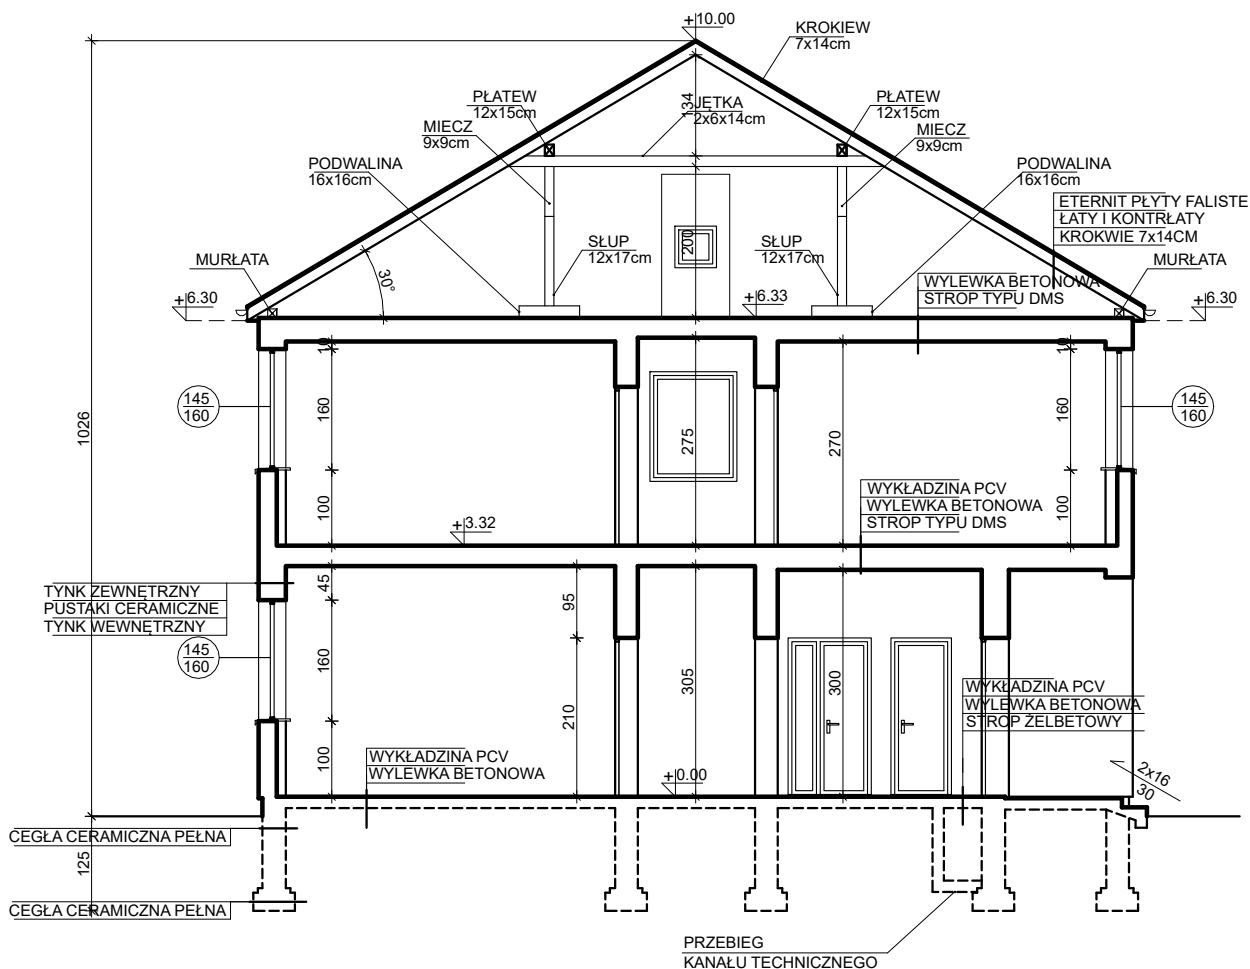 +10.00
KROKIEW
7x14cm
134
JĘTKA
2x6x14cm
PŁATEW
12x15cm
PŁATEW
12x15cm
MIECZ
9x9cm
MIECZ
9x9cm
PODWALINA
16x16cm
PODWALINA
16x16cm
ETERNIT PŁYTY FALISTE
ŁATY I KONTRŁATY
KROKWIE 7x14CM
200
SŁUP
12x17cm
SŁUP
12x17cm
MURŁATA
MURŁATA
30°
WYLEWKA BETONOWA
STROP TYPU DMS
+6.30
+6.33
+6.30
10
10
145
160
160
275
270
160
145
160
1026
100
WYKŁADZINA PCV
WYLEWKA BETONOWA
STROP TYPU DMS
100
+3.32
TYNK ZEWNĘTRZNY
PUSTAKI CERAMICZNE
TYNK WEWNĘTRZNY
45
95
145
160
160
305
300
210
WYKŁADZINA PCV
WYLEWKA BETONOWA
STROP ŻELBETOWY
100
WYKŁADZINA PCV
WYLEWKA BETONOWA
+0.00
2x16
30
CEGŁA CERAMICZNA PEŁNA
125
CEGŁA CERAMICZNA PEŁNA
PRZEBIEG
KANAŁU TECHNICZNEGO